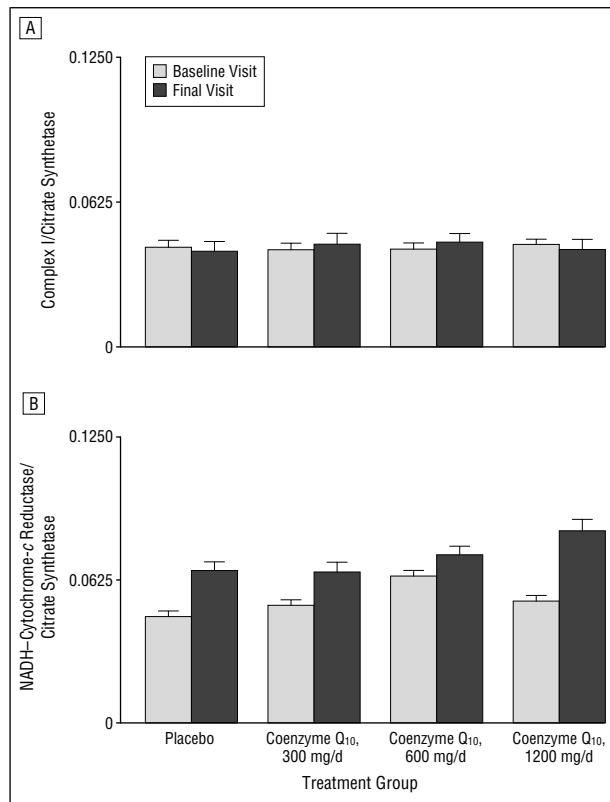 A
0.1250
Baseline Visit
Final Visit
0.0625
0
Complex I/Citrate Synthetase
B
0.1250
0.0625
0
NADH–Cytochrome-c Reductase/
Citrate Synthetase
Placebo
Coenzyme Q₁₀,
300 mg/d
Coenzyme Q₁₀,
600 mg/d
Coenzyme Q₁₀,
1200 mg/d
Treatment Group